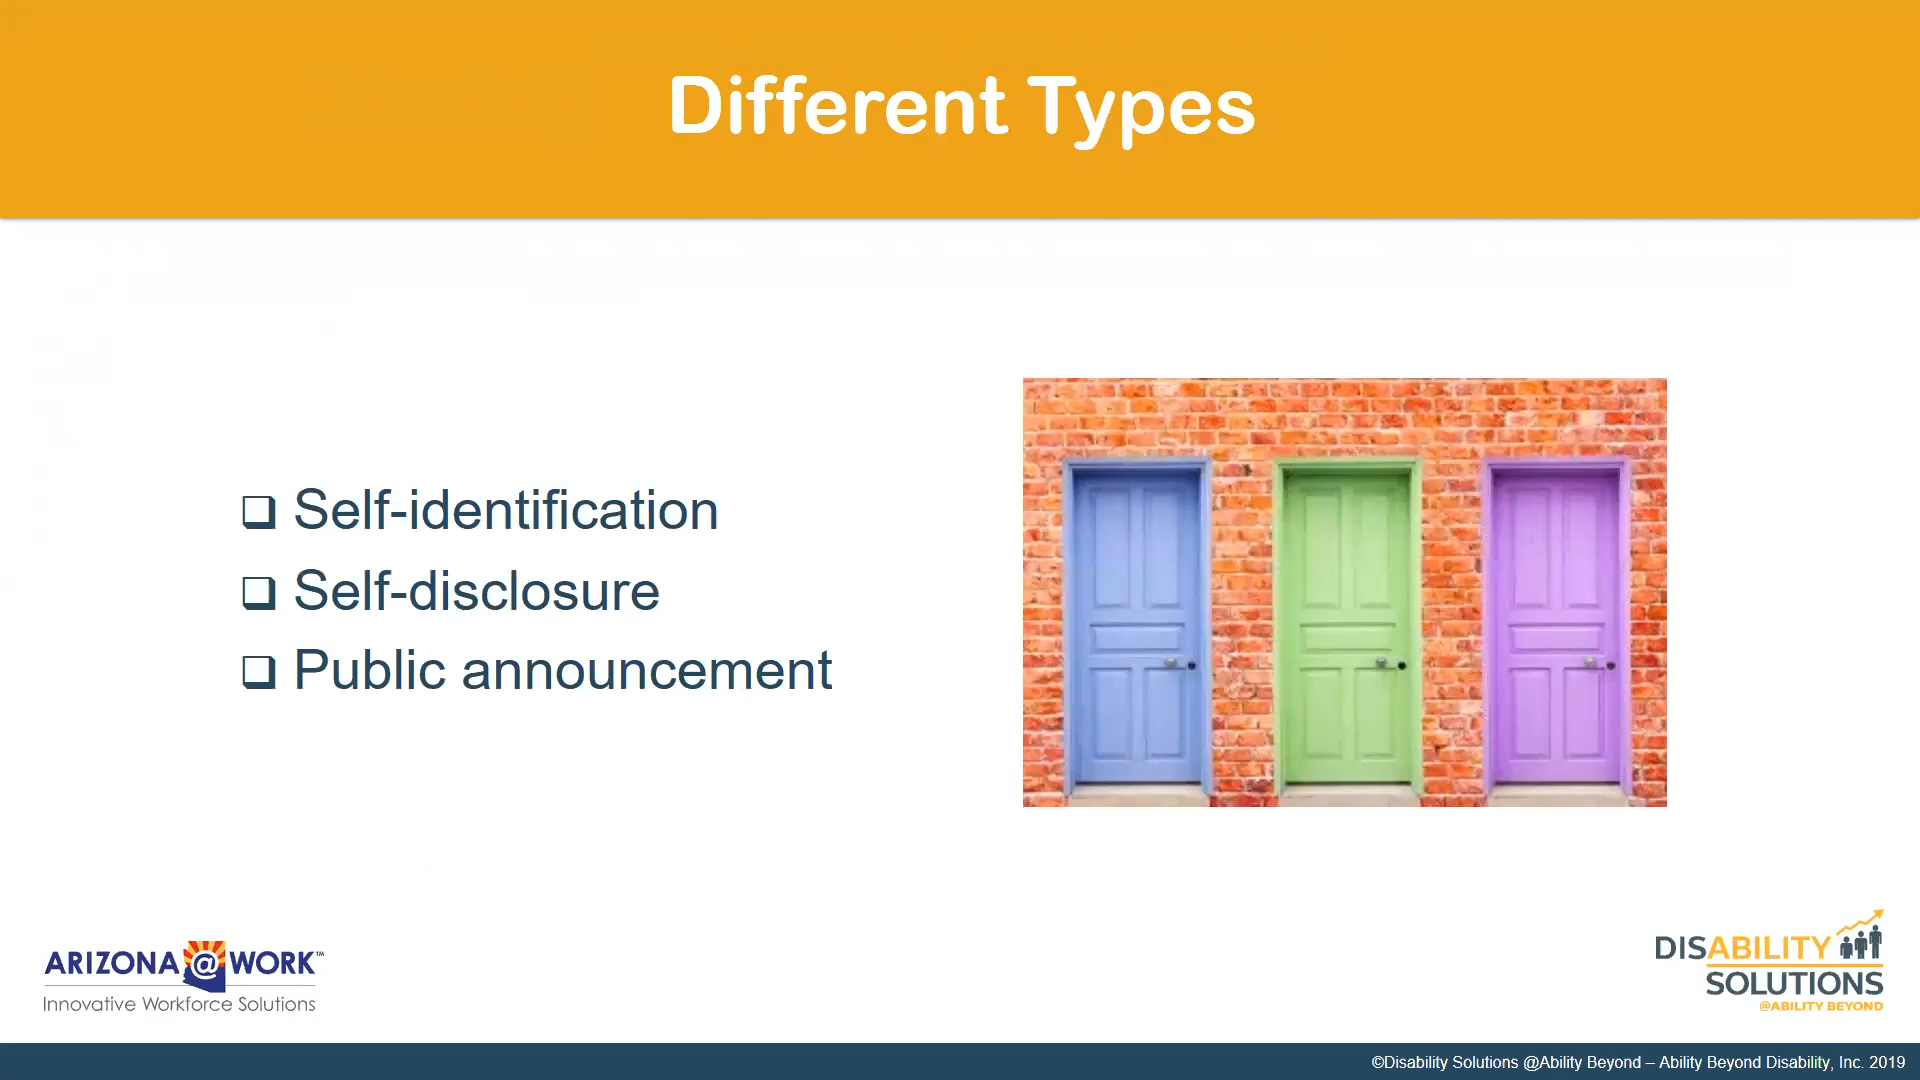 Different Types
Self-identification
Self-disclosure
Public announcement
ARIZONA@WORK™
Innovative Workforce Solutions
DISABILITY
SOLUTIONS
@ABILITY BEYOND
©Disability Solutions @Ability Beyond – Ability Beyond Disability, Inc. 2019